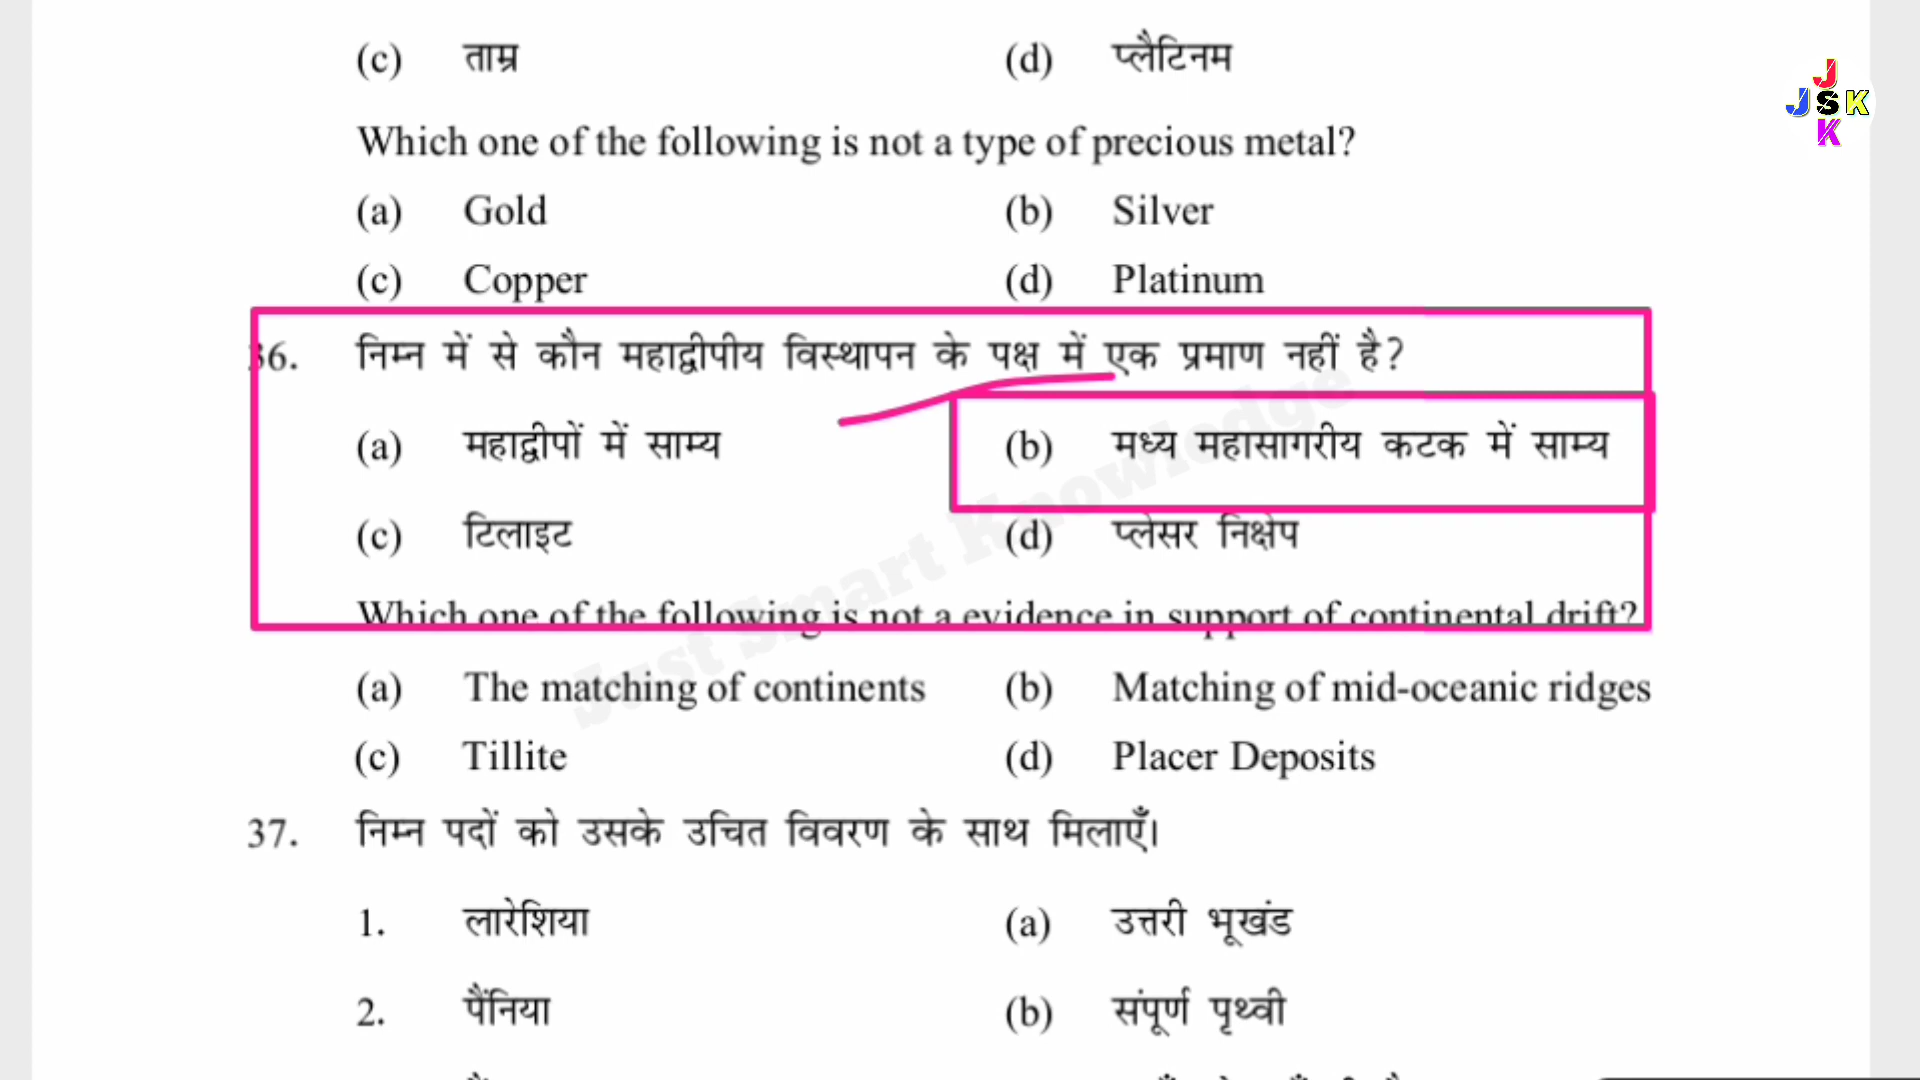 (c) ताम्र (d) प्लैटिनम
J
JSK
K
Which one of the following is not a type of precious metal?
(a) Gold (b) Silver
(c) Copper (d) Platinum
36. निम्न में से कौन महाद्वीपीय विस्थापन के पक्ष में एक प्रमाण नहीं है?
(a) महाद्वीपों में साम्य (b) मध्य महासागरीय कटक में साम्य
(c) टिलाइट (d) प्लेसर निक्षेप
Just Smart Knowledge
Which one of the following is not a evidence in support of continental drift?
(a) The matching of continents (b) Matching of mid-oceanic ridges
(c) Tillite (d) Placer Deposits
37. निम्न पदों को उसके उचित विवरण के साथ मिलाएँ।
1. लारेशिया (a) उत्तरी भूखंड
2. पैंनिया (b) संपूर्ण पृथ्वी